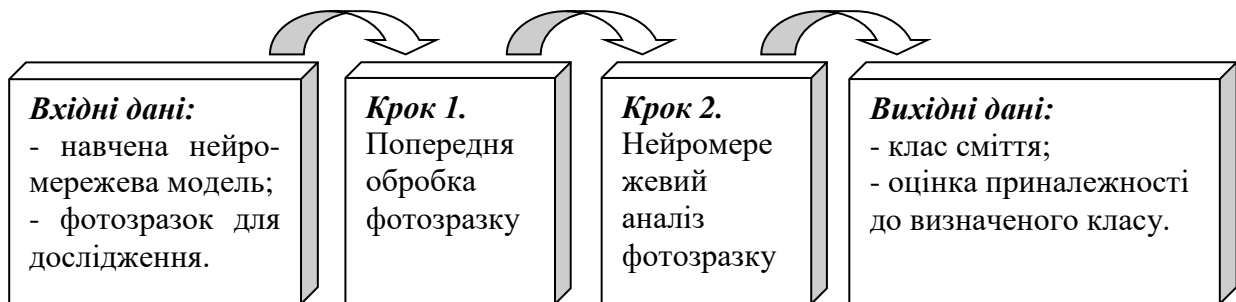 Вхідні дані:
- навчена нейро-
мережева модель;
- фотозразок для
дослідження.
Крок 1.
Попередня
обробка
фотозразку
Крок 2.
Нейромере
жевий
аналіз
фотозразку
Вихідні дані:
- клас сміття;
- оцінка приналежності
до визначеного класу.